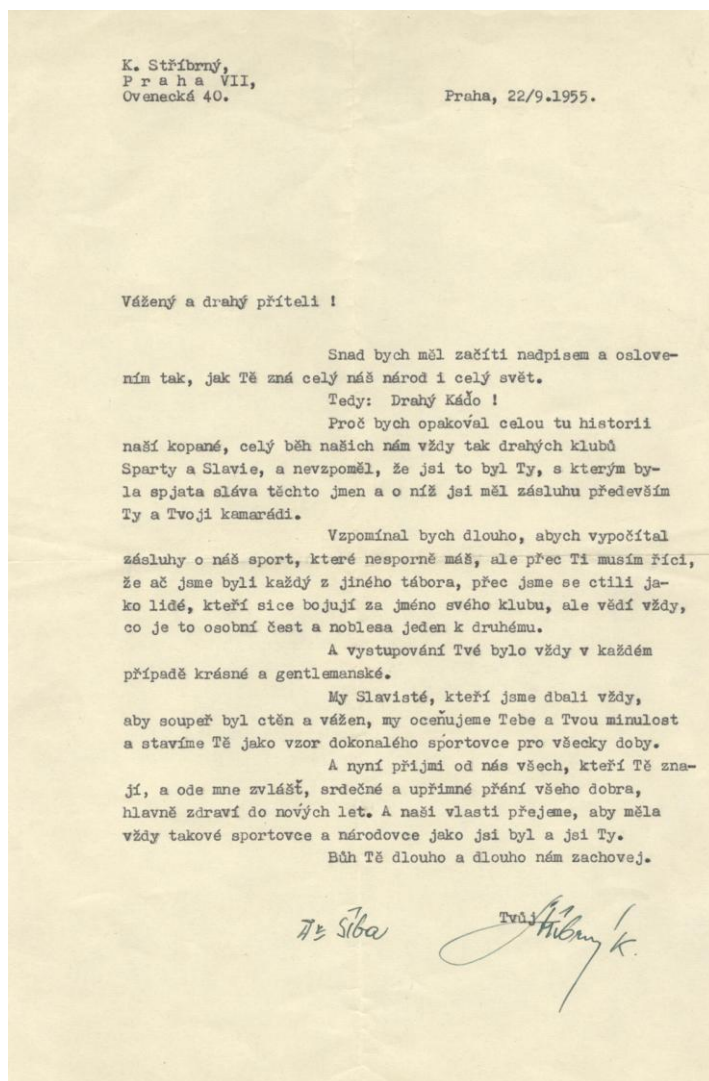 K. Stříbrný,
P r a h a VII,
Ovenecká 40.
Praha, 22/9.1955.
Vážený a drahý příteli !
Snad bych měl začíti nadpisem a oslove-
ním tak, jak Tě zná celý náš národ i celý svět.
Tedy: Drahý Káďo !
Proč bych opakoval celou tu historii
naší kopané, celý běh našich nám vždy tak drahých klubů
Sparty a Slavie, a nevzpoměl, že jsi to byl Ty, s kterým by-
la spjata sláva těchto jmen a o níž jsi měl zásluhu především
Ty a Tvoji kamarádi.
Vzpomínal bych dlouho, abych vypočítal
zásluhy o náš sport, které nesporně máš, ale přec Ti musím říci,
že ač jsme byli každý z jiného tábora, přec jsme se ctili ja-
ko lidé, kteří sice bojují za jméno svého klubu, ale vědí vždy,
co je to osobní čest a noblesa jeden k druhému.
A vystupování Tvé bylo vždy v každém
případě krásné a gentlemanské.
My Slavisté, kteří jsme dbali vždy,
aby soupeř byl ctěn a vážen, my oceňujeme Tebe a Tvou minulost
a stavíme Tě jako vzor dokonalého sportovce pro všecky doby.
A nyní přijmi od nás všech, kteří Tě zna-
jí, a ode mne zvlášť, srdečné a upřímné přání všeho dobra,
hlavně zdraví do nových let. A naši vlasti přejeme, aby měla
vždy takové sportovce a národovce jako jsi byl a jsi Ty.
Bůh Tě dlouho a dlouho nám zachovej.
Tvůj
Dr Šíba
Stříbrný K.